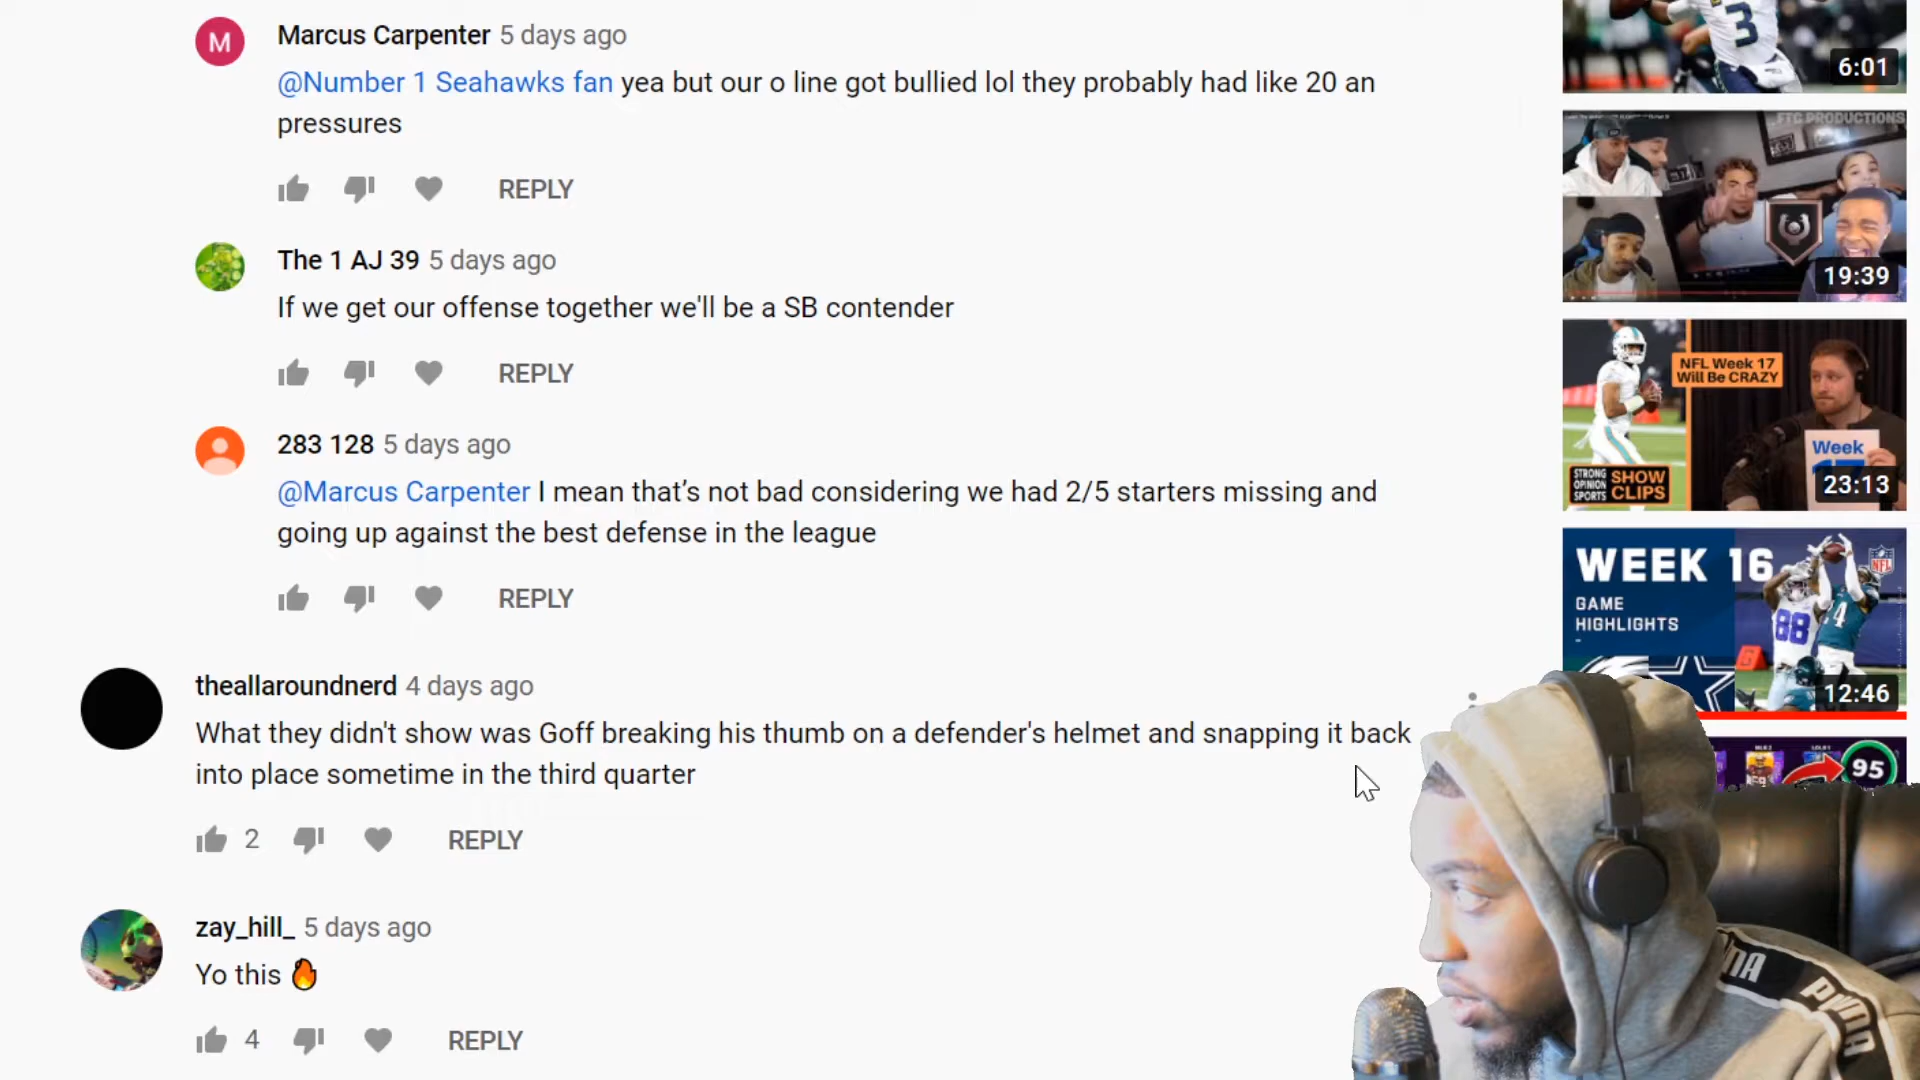 M
Marcus Carpenter 5 days ago
@Number 1 Seahawks fan yea but our o line got bullied lol they probably had like 20 an
pressures
REPLY
The 1 AJ 39 5 days ago
If we get our offense together we'll be a SB contender
REPLY
283 128 5 days ago
@Marcus Carpenter I mean that's not bad considering we had 2/5 starters missing and
going up against the best defense in the league
REPLY
theallaroundnerd 4 days ago
What they didn't show was Goff breaking his thumb on a defender's helmet and snapping it back
into place sometime in the third quarter
2 REPLY
zay_hill_ 5 days ago
Yo this 🔥
4 REPLY
3
6:01
FTC PRODUCTIONS
19:39
NFL Week 17
Will Be CRAZY
Week
17
STRONG
OPINION
SPORTS
SHOW
CLIPS
23:13
WEEK 16
NFL
GAME
HIGHLIGHTS
88
12:46
95
PUMA